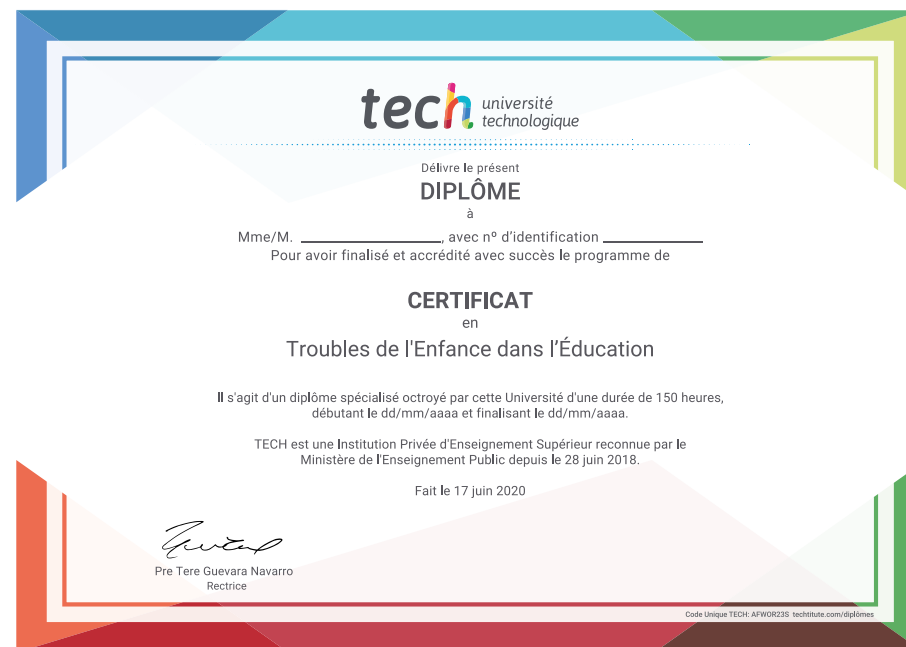 tech université
technologique
Délivre le présent
DIPLÔME
à
Mme/M. ____________________, avec nº d’identification ______________
Pour avoir finalisé et accrédité avec succès le programme de
CERTIFICAT
en
Troubles de l'Enfance dans l’Éducation
Il s'agit d'un diplôme spécialisé octroyé par cette Université d'une durée de 150 heures,
débutant le dd/mm/aaaa et finalisant le dd/mm/aaaa.
TECH est une Institution Privée d'Enseignement Supérieur reconnue par le
Ministère de l'Enseignement Public depuis le 28 juin 2018.
Fait le 17 juin 2020
Pre Tere Guevara Navarro
Rectrice
Code Unique TECH: AFWOR23S techtitute.com/diplômes